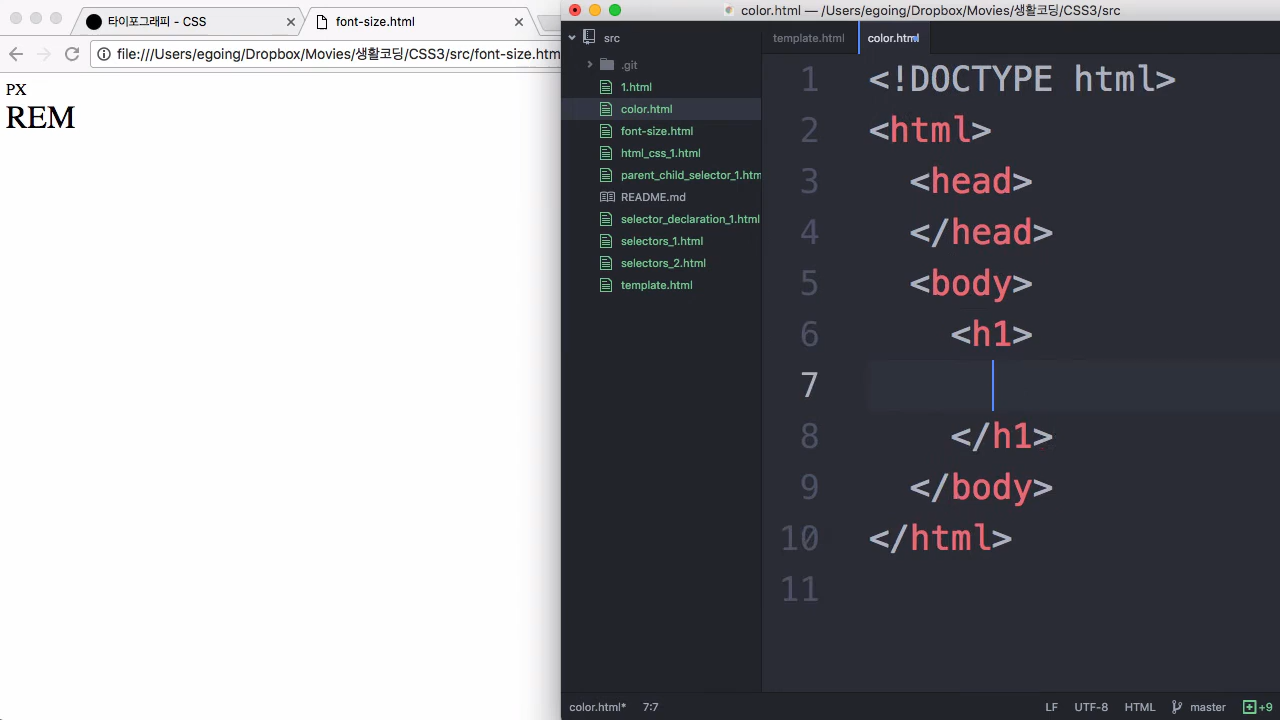 타이포그래피 - CSS
font-size.html
file:///Users/egoing/Dropbox/Movies/생활코딩/CSS3/src/font-size.htm
PX
REM
color.html — /Users/egoing/Dropbox/Movies/생활코딩/CSS3/src
src
.git
1.html
color.html
font-size.html
html_css_1.html
parent_child_selector_1.htm
README.md
selector_declaration_1.html
selectors_1.html
selectors_2.html
template.html
template.html
color.html
1 <!DOCTYPE html>
2 <html>
3 <head>
4 </head>
5 <body>
6 <h1>
7
8 </h1>
9 </body>
10 </html>
11
color.html* 7:7
LF UTF-8 HTML master +9